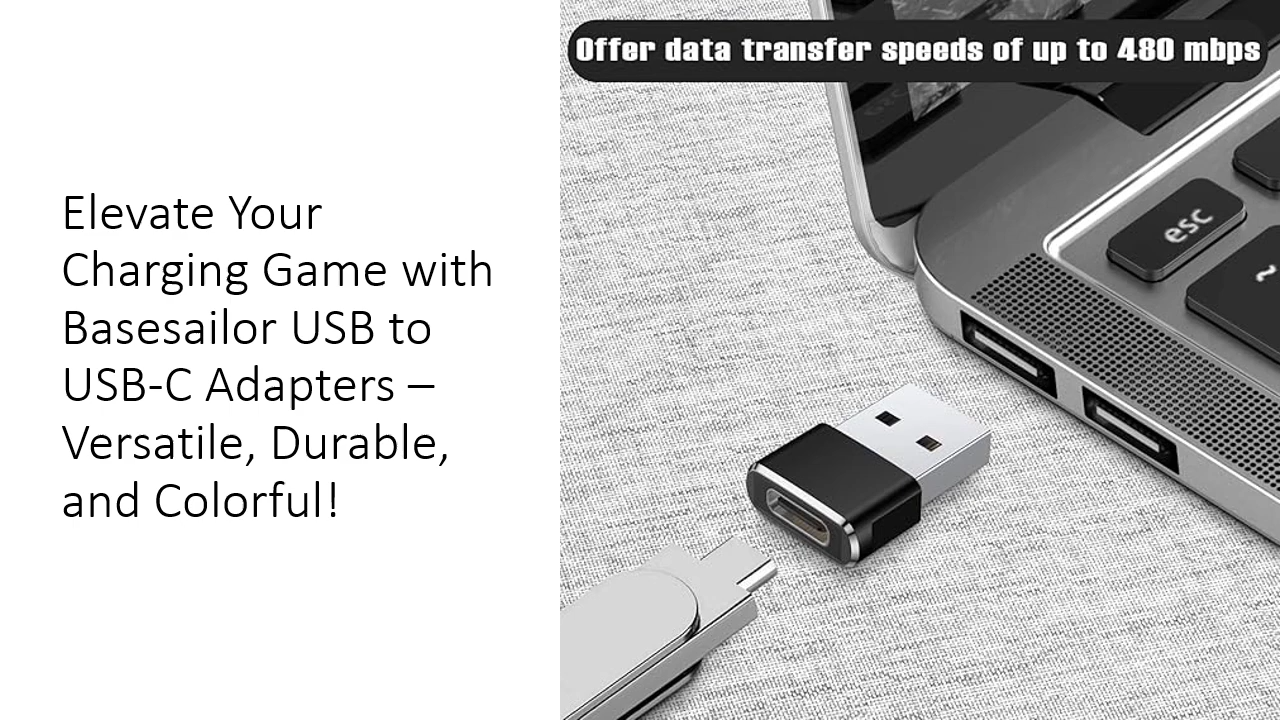 Offer data transfer speeds of up to 480 mbps
Elevate Your
Charging Game with
Basesailor USB to
USB-C Adapters –
Versatile, Durable,
and Colorful!
esc
~